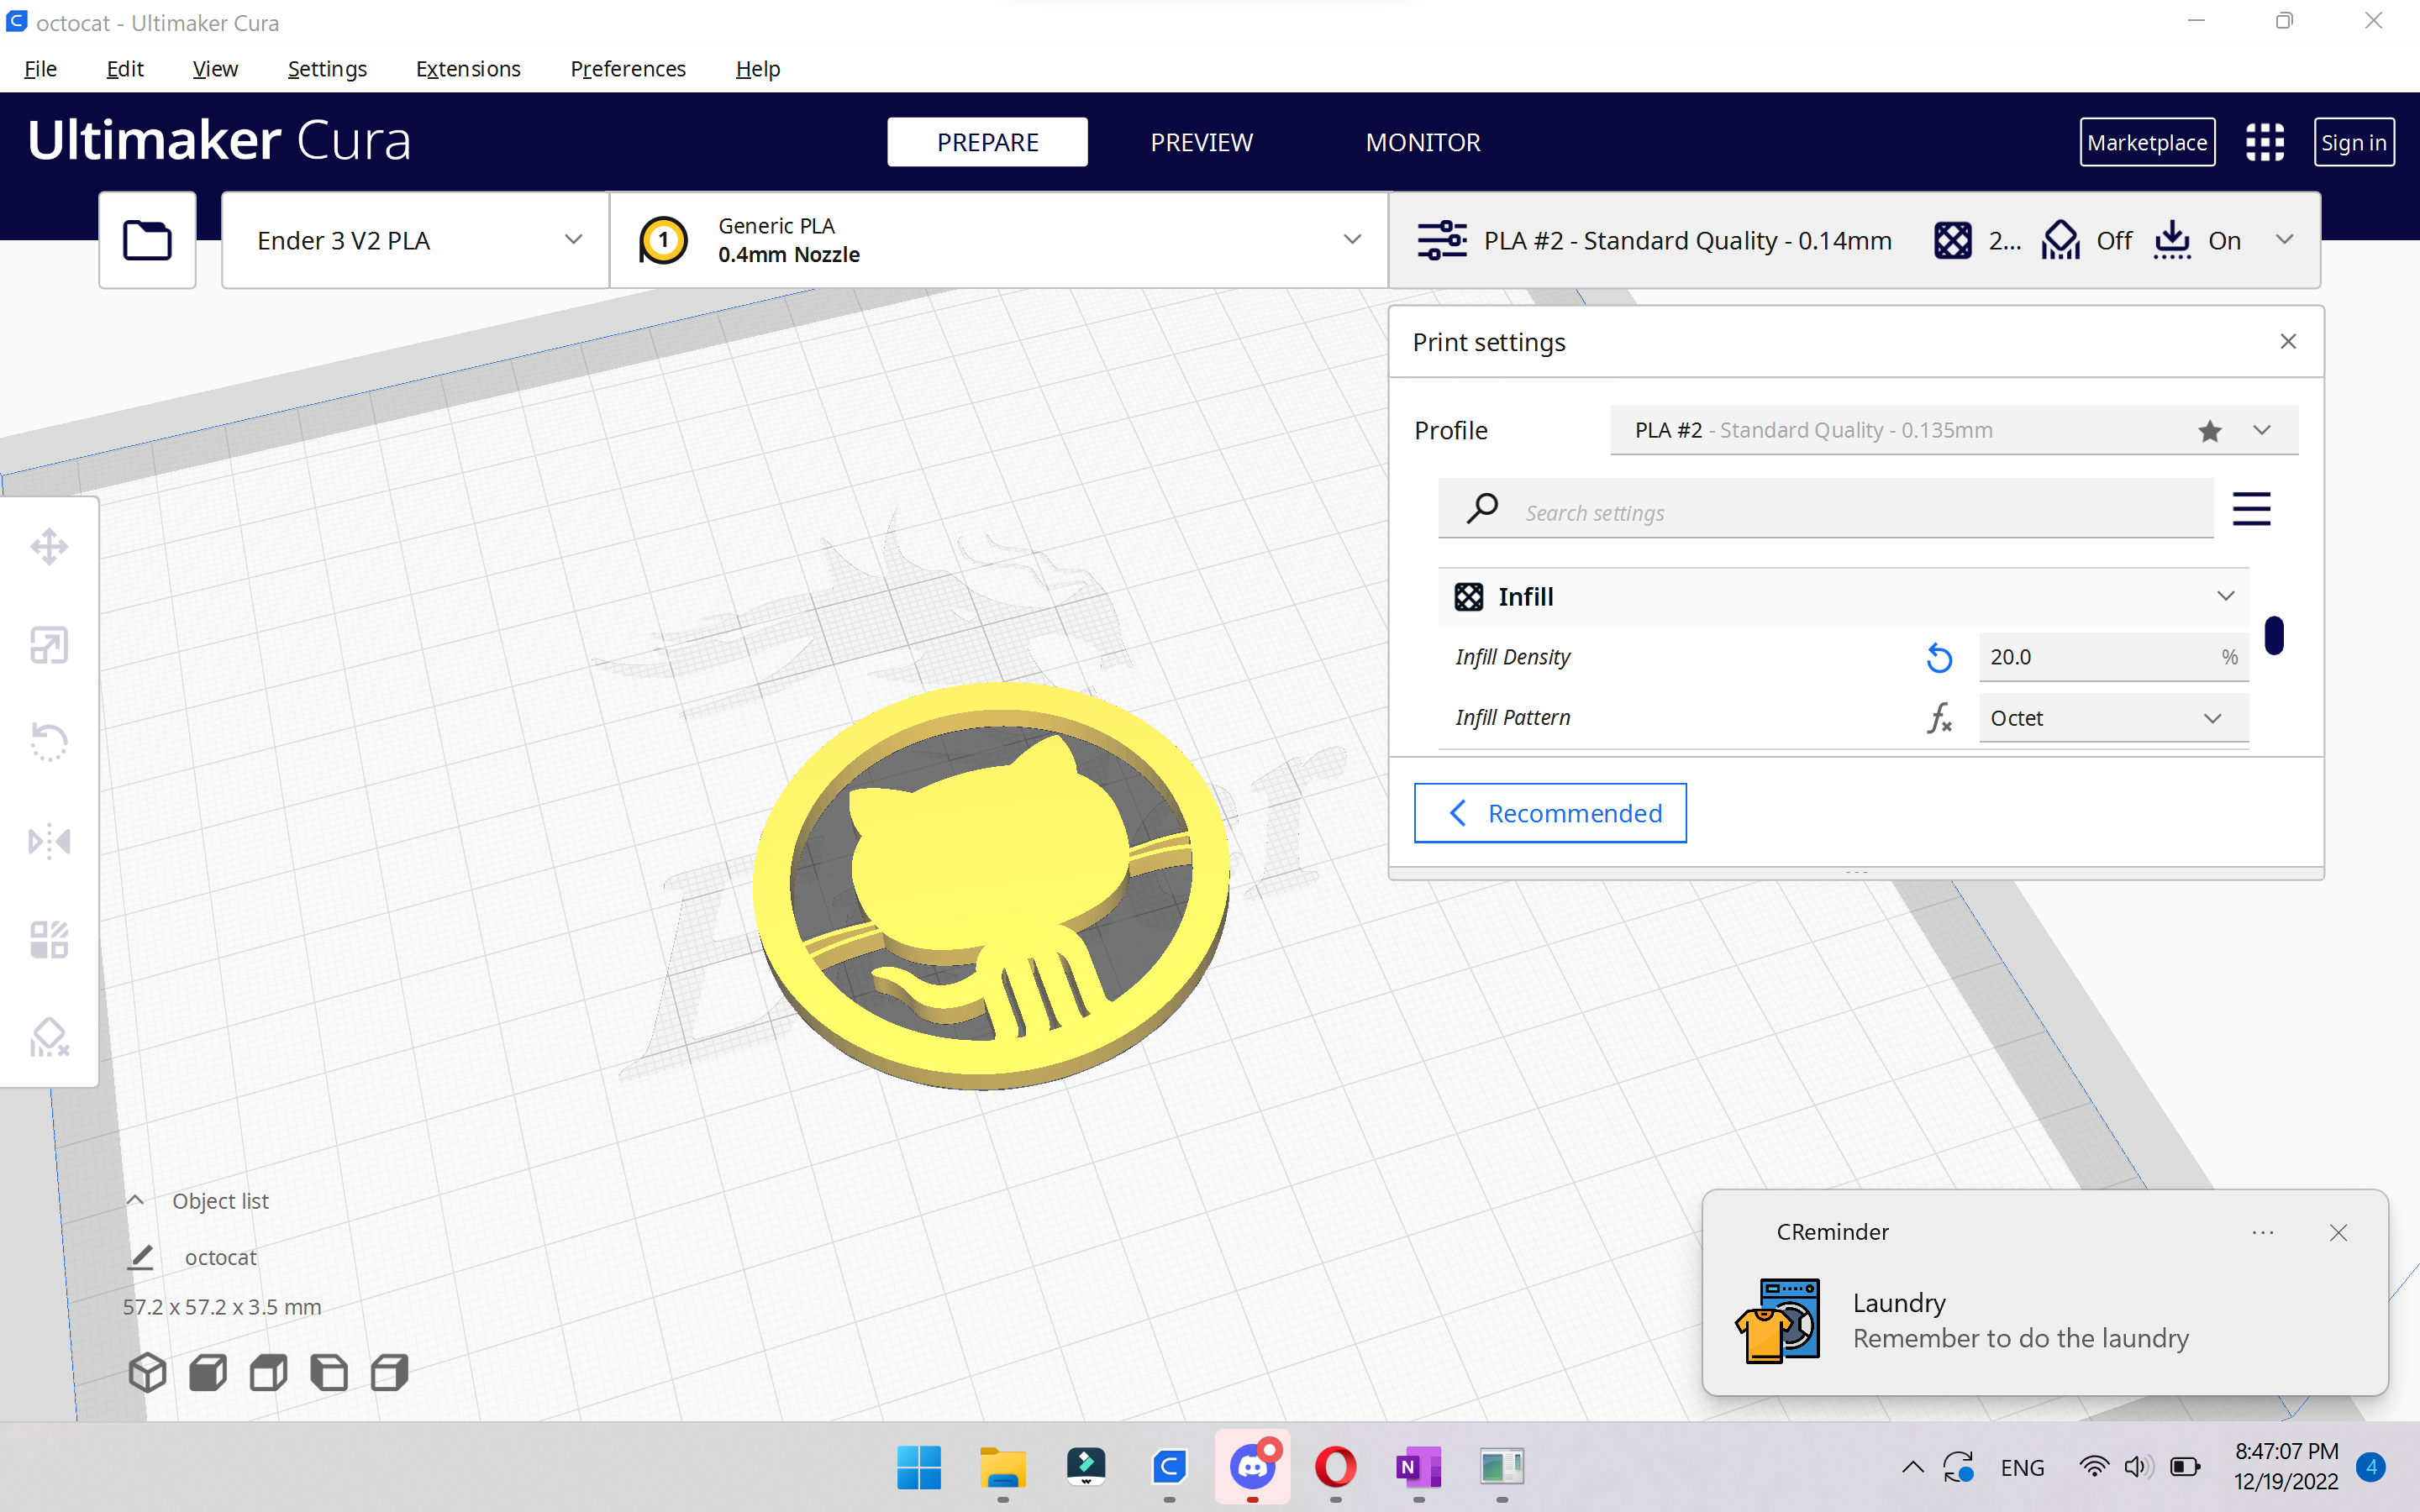 octocat - Ultimaker Cura
File Edit View Settings Extensions Preferences Help
Ultimaker Cura
PREPARE PREVIEW MONITOR
Marketplace
Sign in
Ender 3 V2 PLA
1
Generic PLA
0.4mm Nozzle
PLA #2 - Standard Quality - 0.14mm 2... Off On
Print settings
Profile
PLA #2 - Standard Quality - 0.135mm
Search settings
Infill
Infill Density
20.0 %
Infill Pattern
Octet
Recommended
Object list
octocat
57.2 x 57.2 x 3.5 mm
CReminder
Laundry
Remember to do the laundry
ENG
8:47:07 PM
12/19/2022
4